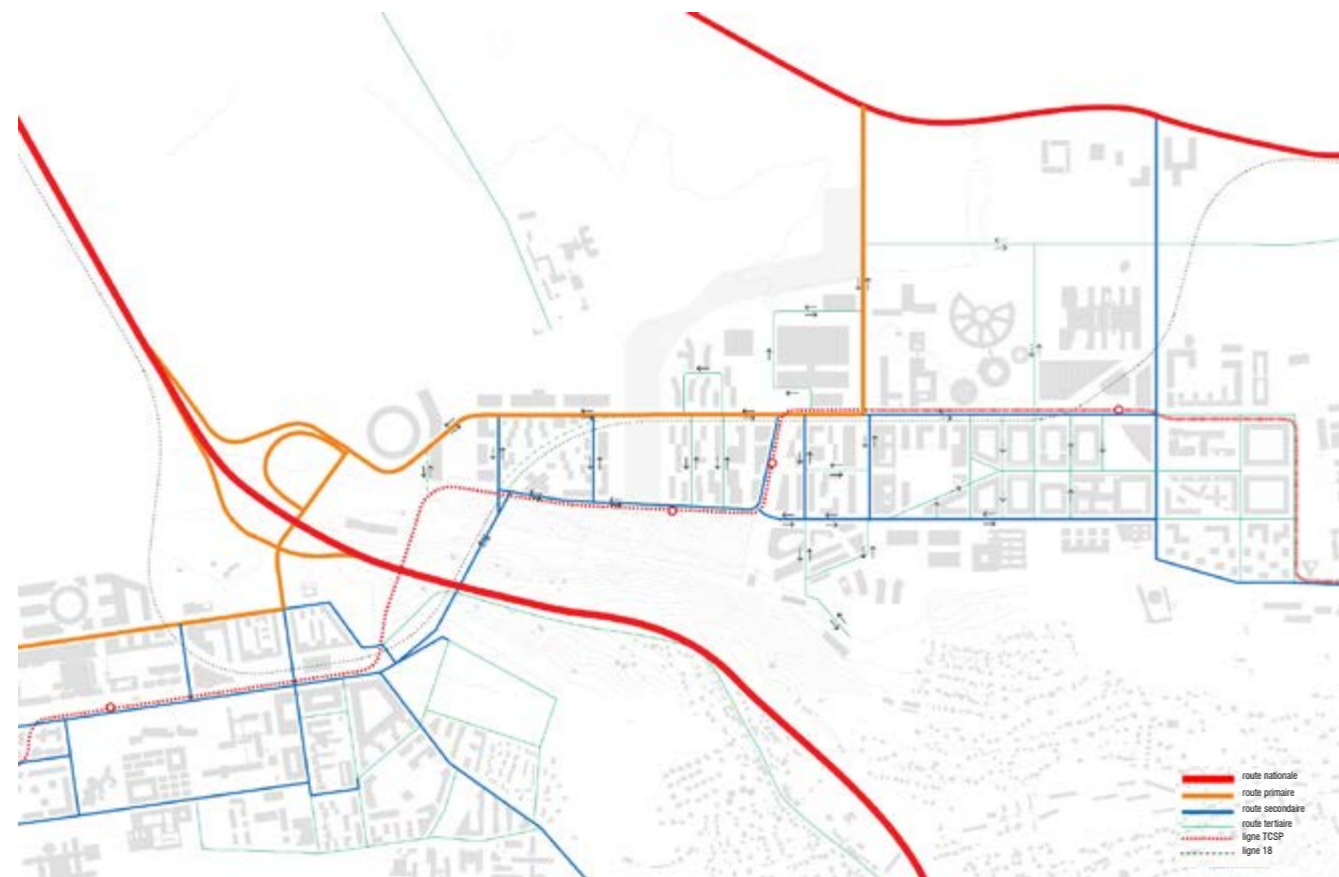 route nationale
route primaire
route secondaire
route tertiaire
ligne TCSP
ligne 18